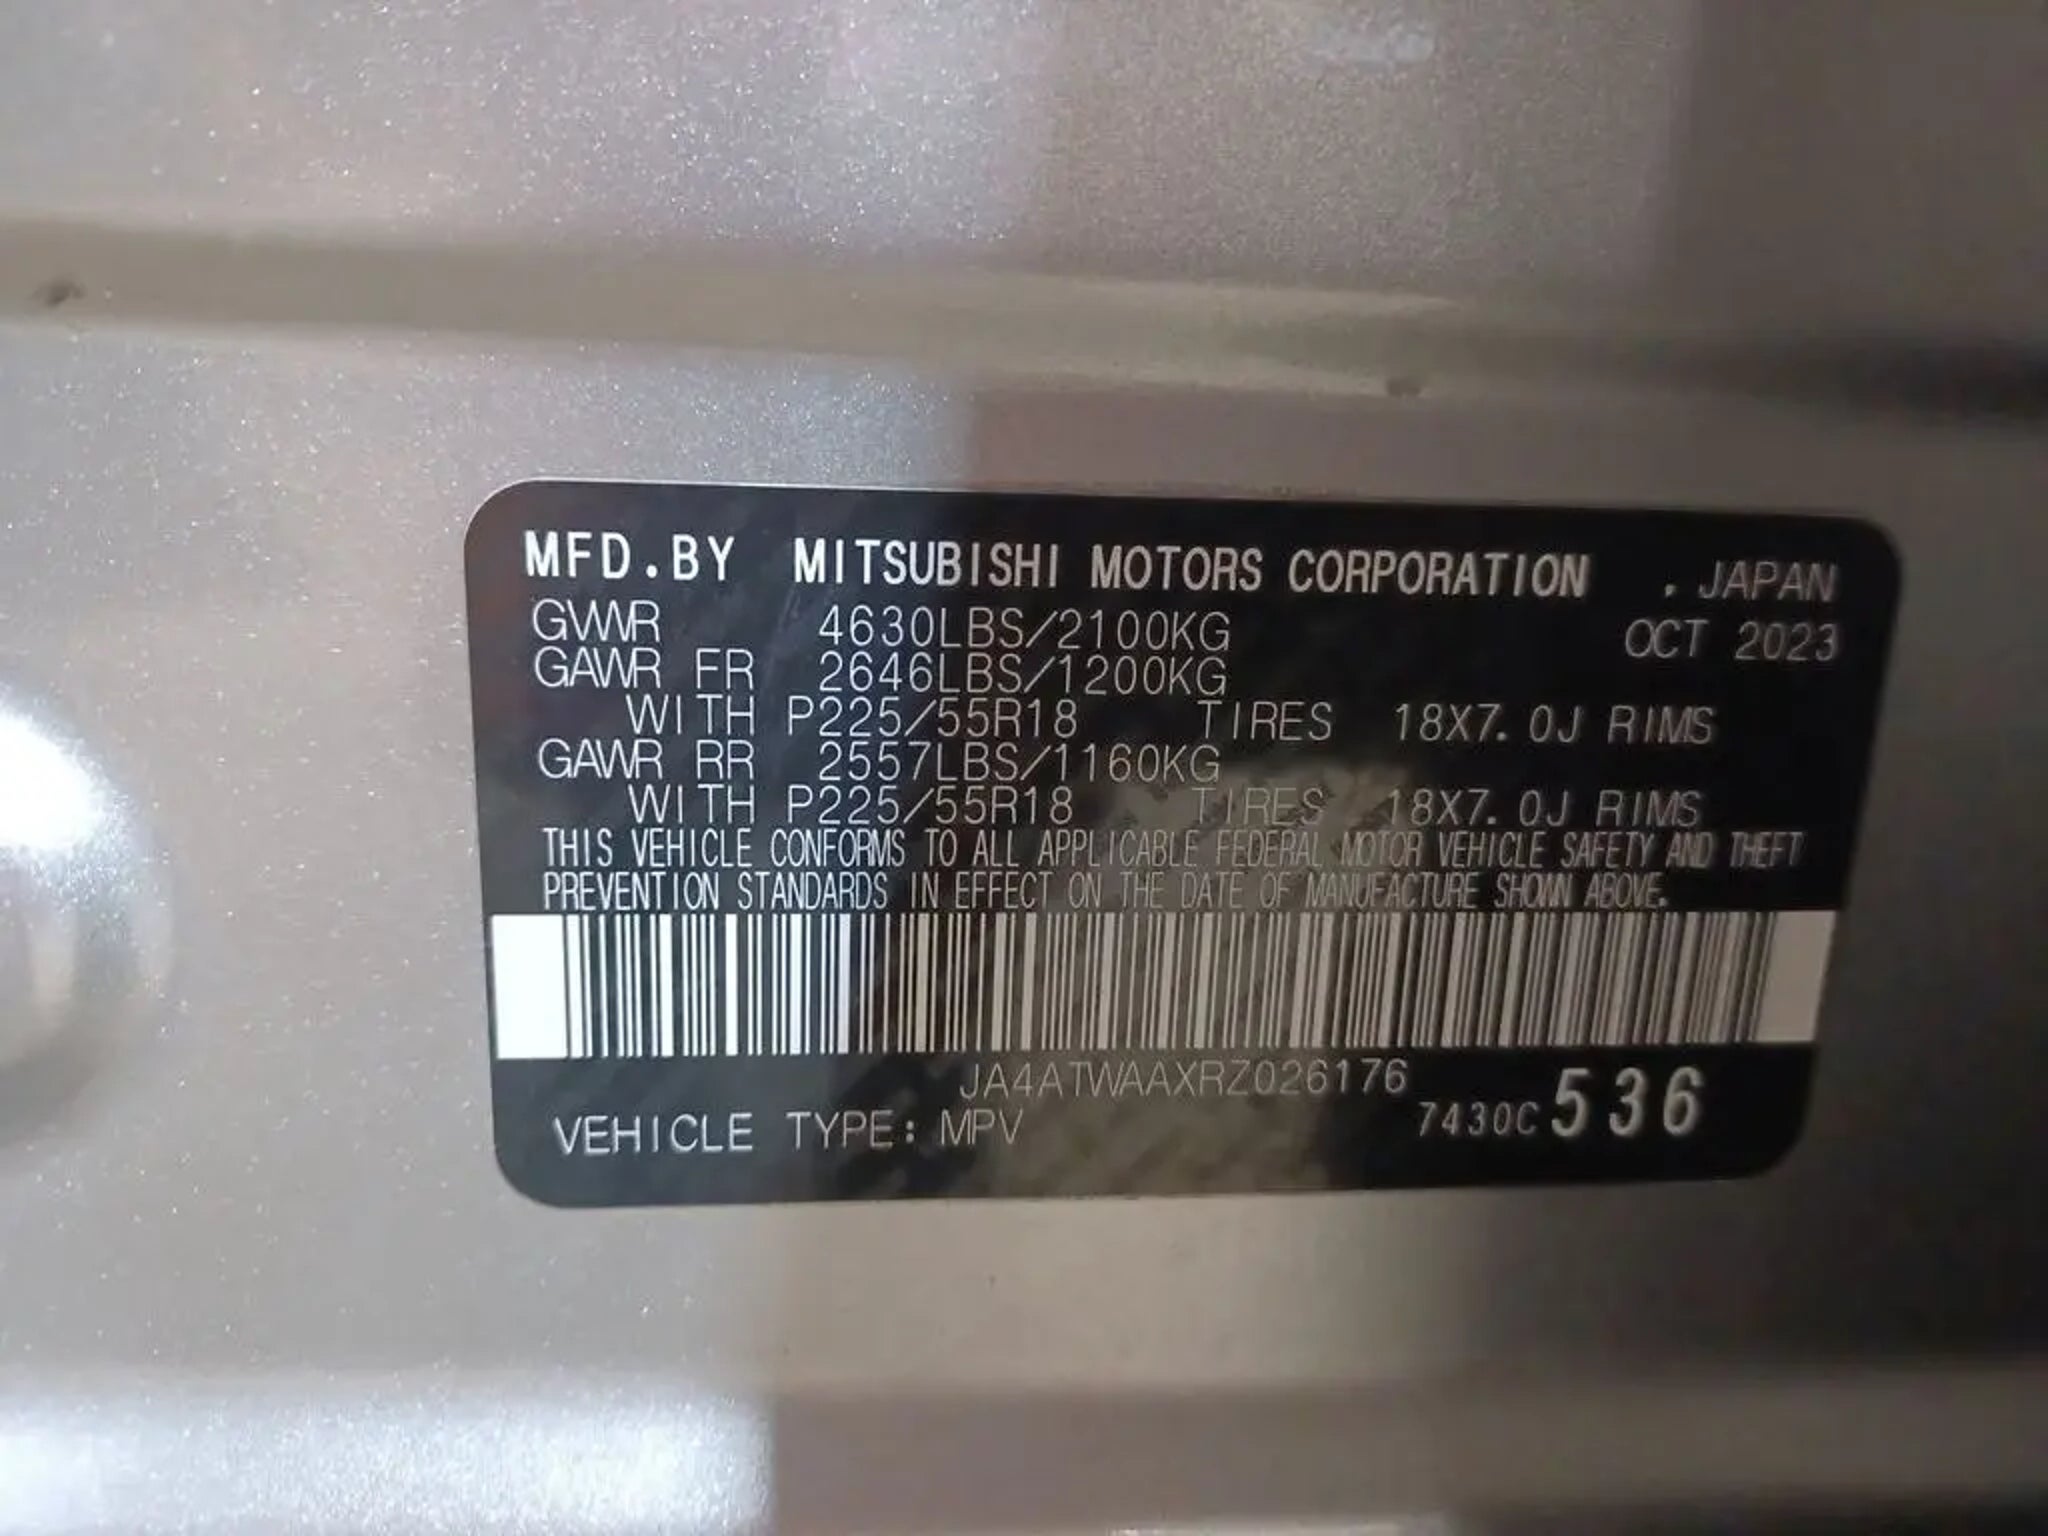 MFD.BY MITSUBISHI MOTORS CORPORATION .JAPAN
GVWR 4630LBS/2100KG OCT 2023
GAWR FR 2646LBS/1200KG
WITH P225/55R18 TIRES 18X7.0J RIMS
GAWR RR 2557LBS/1160KG
WITH P225/55R18 TIRES 18X7.0J RIMS
THIS VEHICLE CONFORMS TO ALL APPLICABLE FEDERAL MOTOR VEHICLE SAFETY AND THEFT
PREVENTION STANDARDS IN EFFECT ON THE DATE OF MANUFACTURE SHOWN ABOVE.
JA4ATWAAXRZ026176
VEHICLE TYPE: MPV 7430C 536